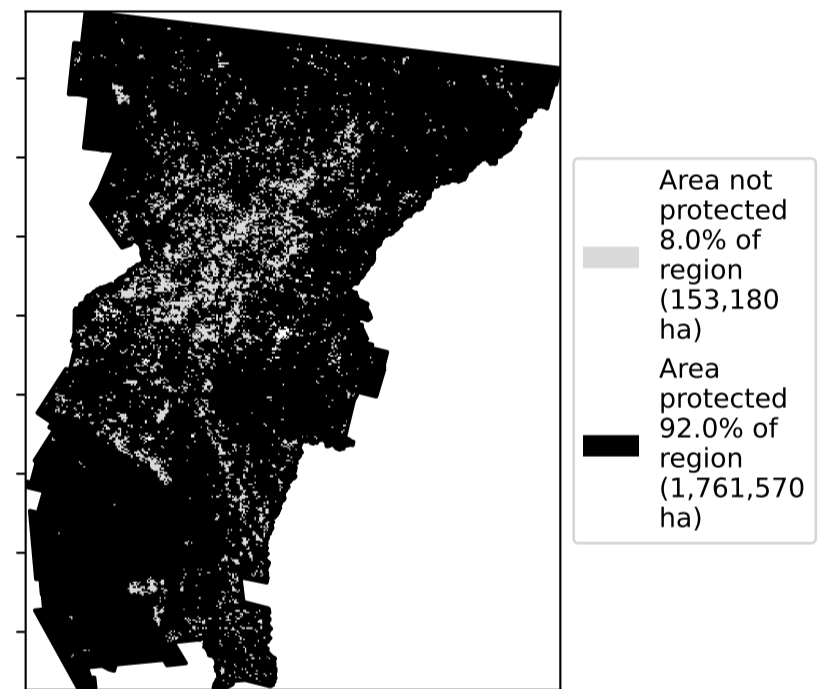 Area not
protected
8.0% of
region
(153,180
ha)
Area
protected
92.0% of
region
(1,761,570
ha)